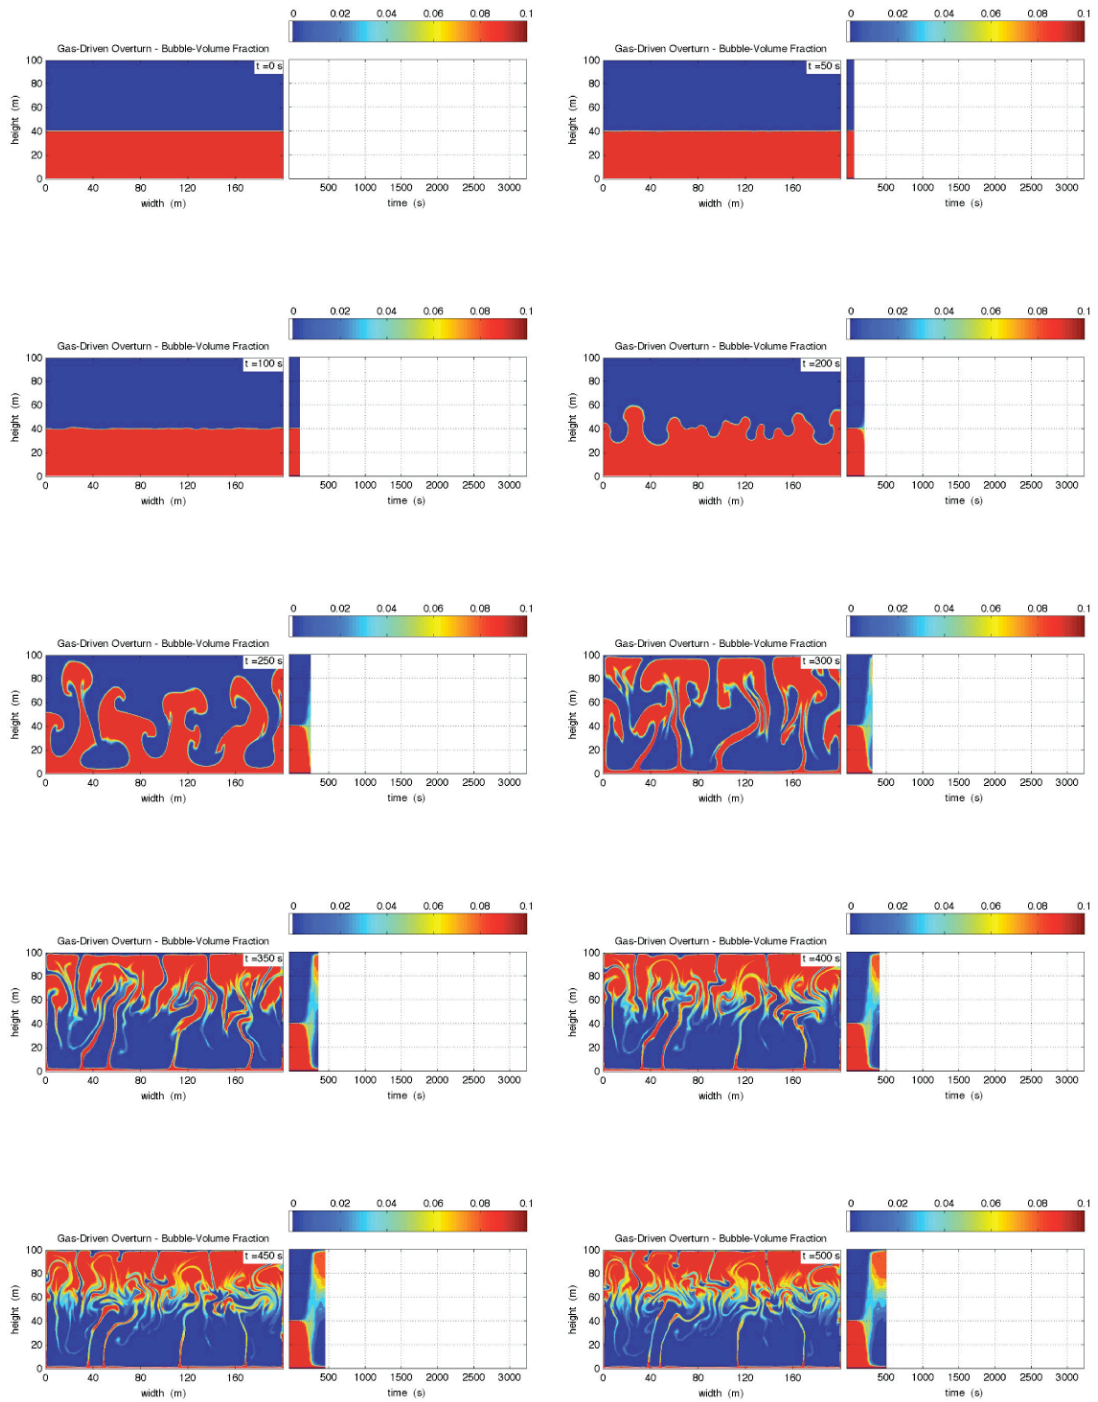 0 0.02 0.04 0.06 0.08 0.1
Gas-Driven Overturn - Bubble-Volume Fraction
t =0 s
height (m)
100
80
60
40
20
0
0 40 80 120 160
width (m)
500 1000 1500 2000 2500 3000
time (s)
0 0.02 0.04 0.06 0.08 0.1
Gas-Driven Overturn - Bubble-Volume Fraction
t =50 s
height (m)
100
80
60
40
20
0
0 40 80 120 160
width (m)
500 1000 1500 2000 2500 3000
time (s)
0 0.02 0.04 0.06 0.08 0.1
Gas-Driven Overturn - Bubble-Volume Fraction
t =100 s
height (m)
100
80
60
40
20
0
0 40 80 120 160
width (m)
500 1000 1500 2000 2500 3000
time (s)
0 0.02 0.04 0.06 0.08 0.1
Gas-Driven Overturn - Bubble-Volume Fraction
t =200 s
height (m)
100
80
60
40
20
0
0 40 80 120 160
width (m)
500 1000 1500 2000 2500 3000
time (s)
0 0.02 0.04 0.06 0.08 0.1
Gas-Driven Overturn - Bubble-Volume Fraction
t =250 s
height (m)
100
80
60
40
20
0
0 40 80 120 160
width (m)
500 1000 1500 2000 2500 3000
time (s)
0 0.02 0.04 0.06 0.08 0.1
Gas-Driven Overturn - Bubble-Volume Fraction
t =300 s
height (m)
100
80
60
40
20
0
0 40 80 120 160
width (m)
500 1000 1500 2000 2500 3000
time (s)
0 0.02 0.04 0.06 0.08 0.1
Gas-Driven Overturn - Bubble-Volume Fraction
t =350 s
height (m)
100
80
60
40
20
0
0 40 80 120 160
width (m)
500 1000 1500 2000 2500 3000
time (s)
0 0.02 0.04 0.06 0.08 0.1
Gas-Driven Overturn - Bubble-Volume Fraction
t =400 s
height (m)
100
80
60
40
20
0
0 40 80 120 160
width (m)
500 1000 1500 2000 2500 3000
time (s)
0 0.02 0.04 0.06 0.08 0.1
Gas-Driven Overturn - Bubble-Volume Fraction
t =450 s
height (m)
100
80
60
40
20
0
0 40 80 120 160
width (m)
500 1000 1500 2000 2500 3000
time (s)
0 0.02 0.04 0.06 0.08 0.1
Gas-Driven Overturn - Bubble-Volume Fraction
t =500 s
height (m)
100
80
60
40
20
0
0 40 80 120 160
width (m)
500 1000 1500 2000 2500 3000
time (s)